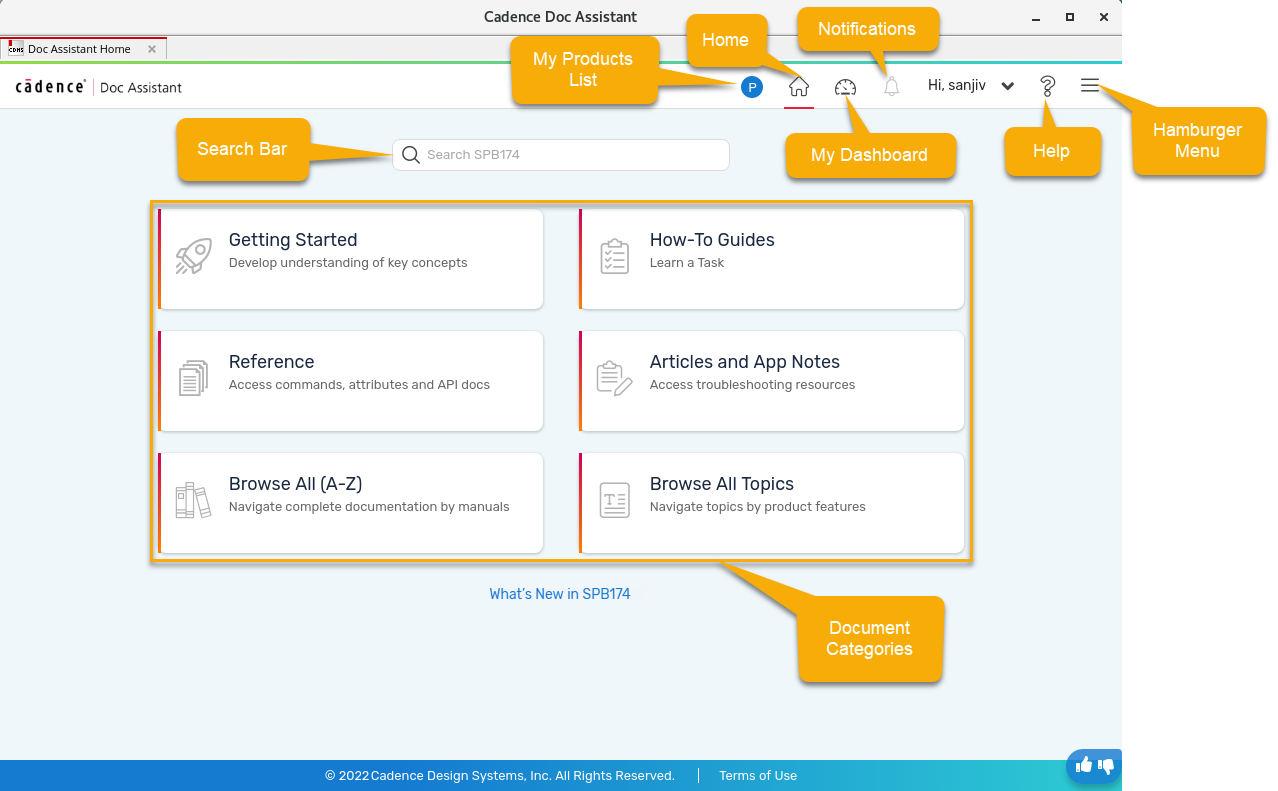 Cadence Doc Assistant
Notifications
Home
My Products
List
Doc Assistant Home
cādence
Doc Assistant
P
Hi, sanjiv
Hamburger
Menu
Search Bar
Search SPB174
My Dashboard
Help
Getting Started
Develop understanding of key concepts
How-To Guides
Learn a Task
Reference
Access commands, attributes and API docs
Articles and App Notes
Access troubleshooting resources
Browse All (A-Z)
Navigate complete documentation by manuals
Browse All Topics
Navigate topics by product features
What's New in SPB174
Document
Categories
© 2022 Cadence Design Systems, Inc. All Rights Reserved.
Terms of Use